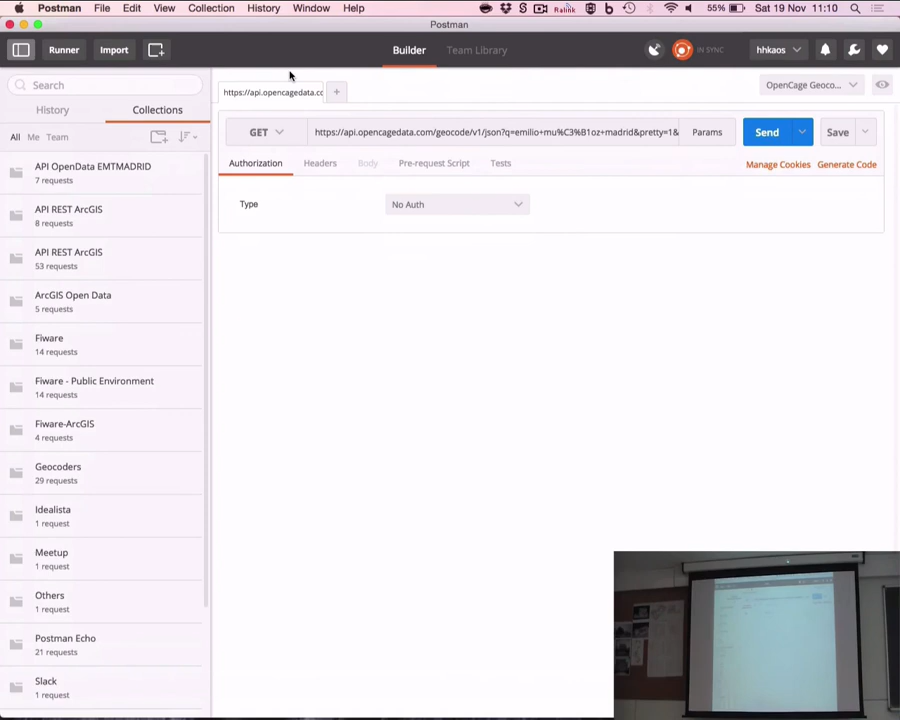 Postman File Edit View Collection History Window Help Ralink 55% Sat 19 Nov 11:10
Postman
Runner Import Builder Team Library IN SYNC hhkaos
Search
History Collections
All Me Team
API OpenData EMTMADRID
7 requests
API REST ArcGIS
8 requests
API REST ArcGIS
53 requests
ArcGIS Open Data
5 requests
Fiware
14 requests
Fiware - Public Environment
14 requests
Fiware-ArcGIS
4 requests
Geocoders
29 requests
Idealista
1 request
Meetup
1 request
Others
1 request
Postman Echo
21 requests
Slack
1 request
https://api.opencagedata.cc
OpenCage Geoco...
GET https://api.opencagedata.com/geocode/v1/json?q=emilio+mu%C3%B1oz+madrid&pretty=1& Params Send Save
Authorization Headers Body Pre-request Script Tests Manage Cookies Generate Code
Type No Auth